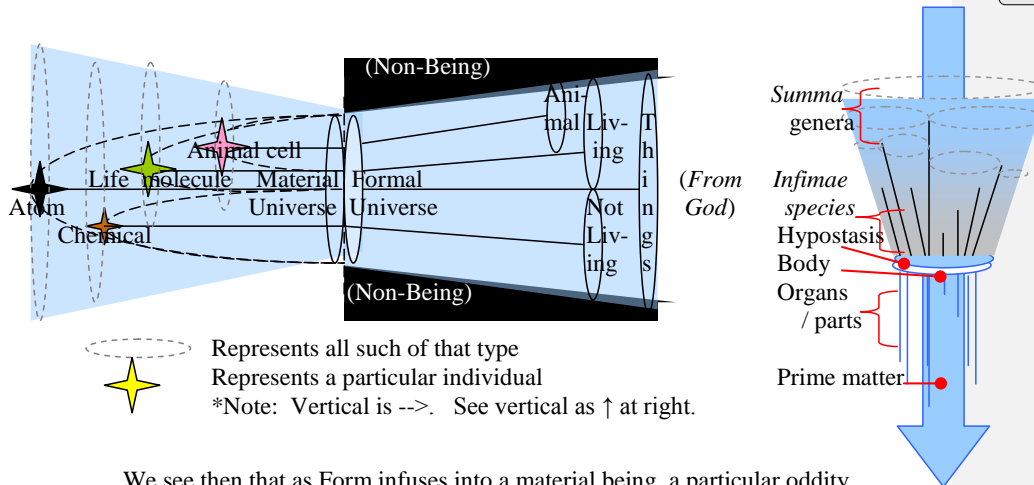 (Non-Being)
Ani-
mal
Liv-
ing
Things
Animal cell
Life molecule
Material
Formal
Atom
Universe
Universe
Not
Liv-
ing
(From
God)
Chemical
(Non-Being)
Represents all such of that type
Represents a particular individual
*Note: Vertical is -->. See vertical as ↑ at right.
Summa
genera
Infimae
species
Hypostasis
Body
Organs
/ parts
Prime matter
We see then that as Form infuses into a material being, a particular oddity